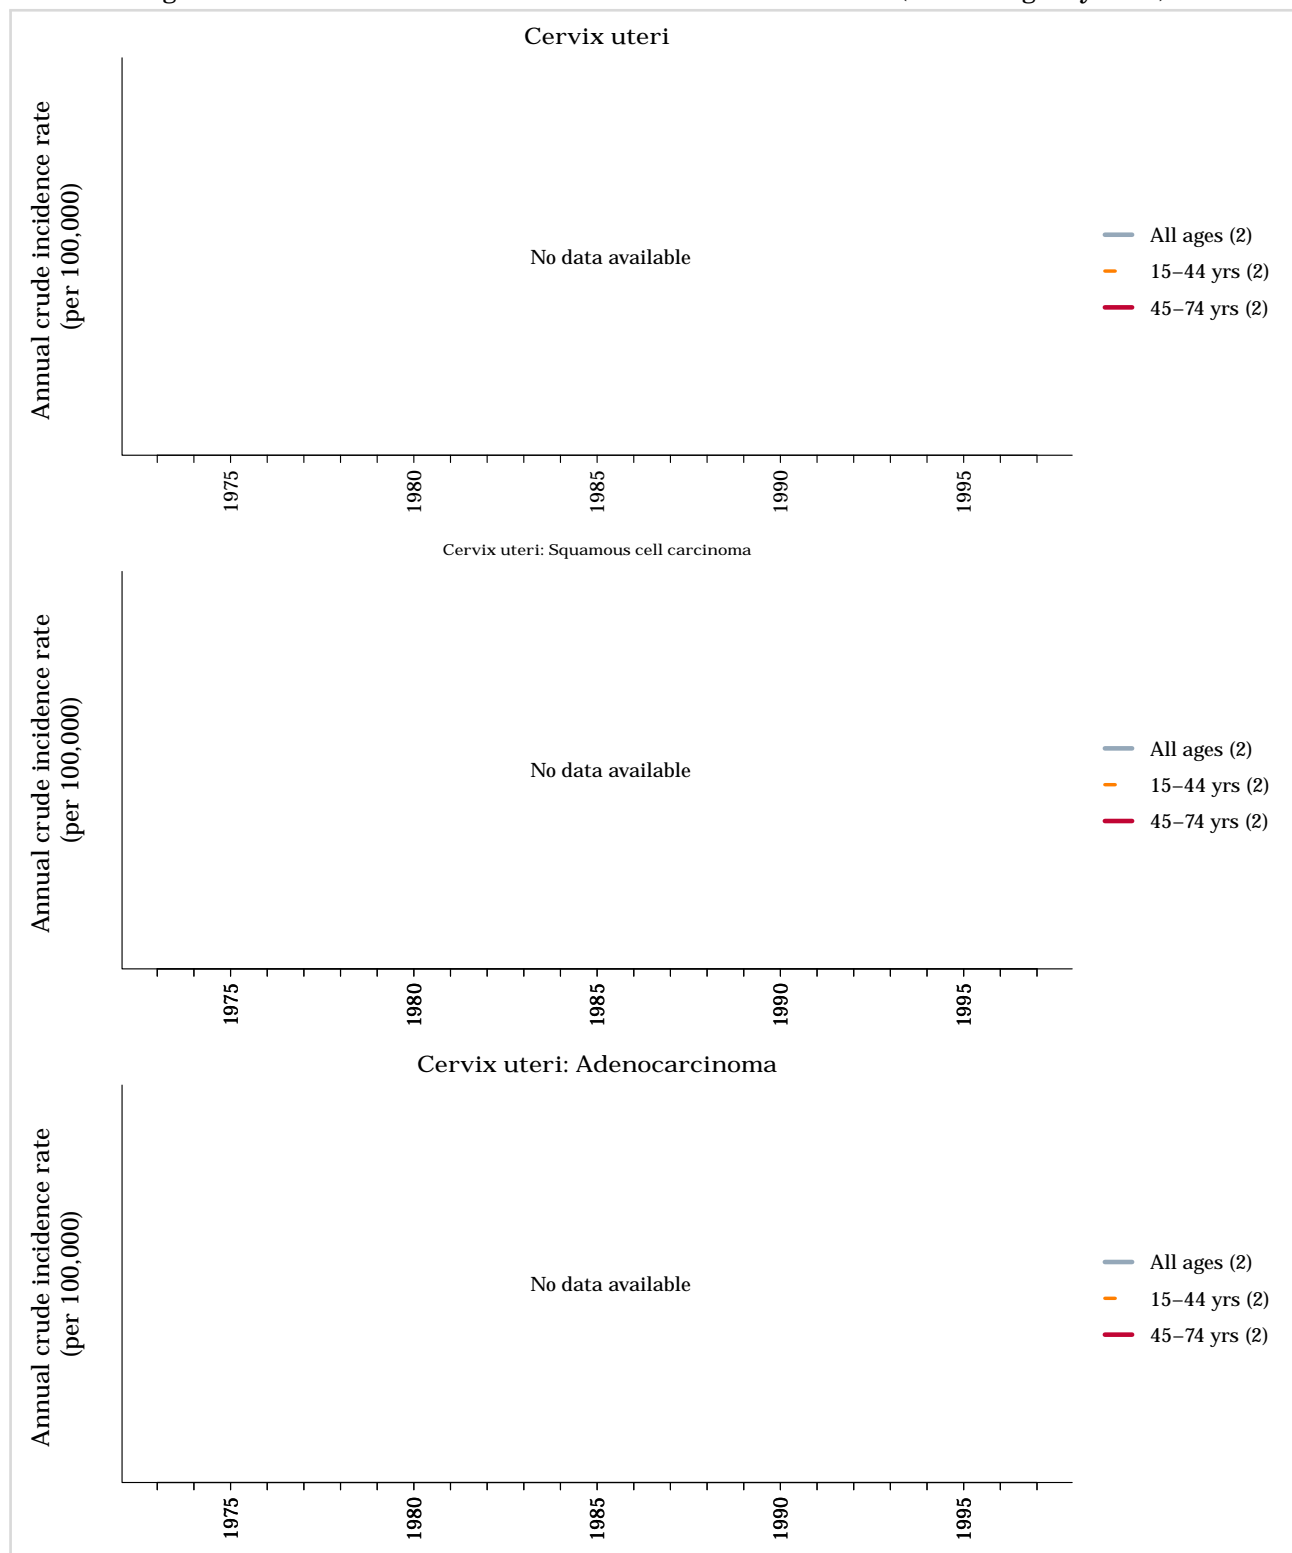 Cervix uteri
Annual crude incidence rate
(per 100,000)
No data available
All ages (2)
15–44 yrs (2)
45–74 yrs (2)
1975
1980
1985
1990
1995
Cervix uteri: Squamous cell carcinoma
Annual crude incidence rate
(per 100,000)
No data available
All ages (2)
15–44 yrs (2)
45–74 yrs (2)
1975
1980
1985
1990
1995
Cervix uteri: Adenocarcinoma
Annual crude incidence rate
(per 100,000)
No data available
All ages (2)
15–44 yrs (2)
45–74 yrs (2)
1975
1980
1985
1990
1995